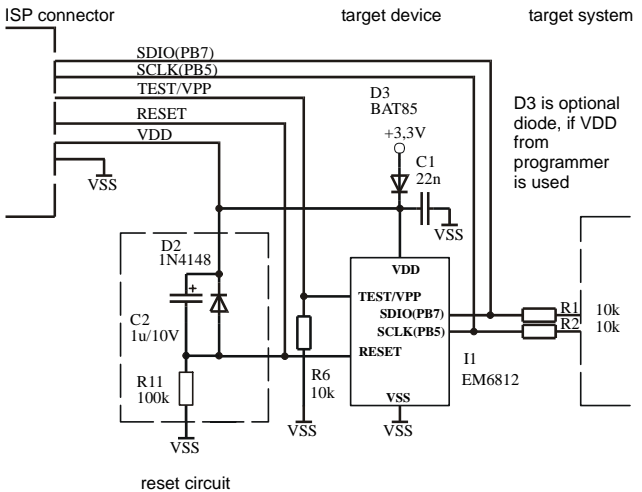 ISP connector
target device
target system
SDIO(PB7)
SCLK(PB5)
TEST/VPP
RESET
VDD
VSS
D3
BAT85
+3,3V
C1
22n
VSS
D3 is optional
diode, if VDD
from
programmer
is used
D2
1N4148
+
C2
1u/10V
R11
100k
VSS
reset circuit
R6
10k
VSS
VDD
TEST/VPP
SDIO(PB7)
SCLK(PB5)
RESET
VSS
I1
EM6812
VSS
R1
10k
R2
10k